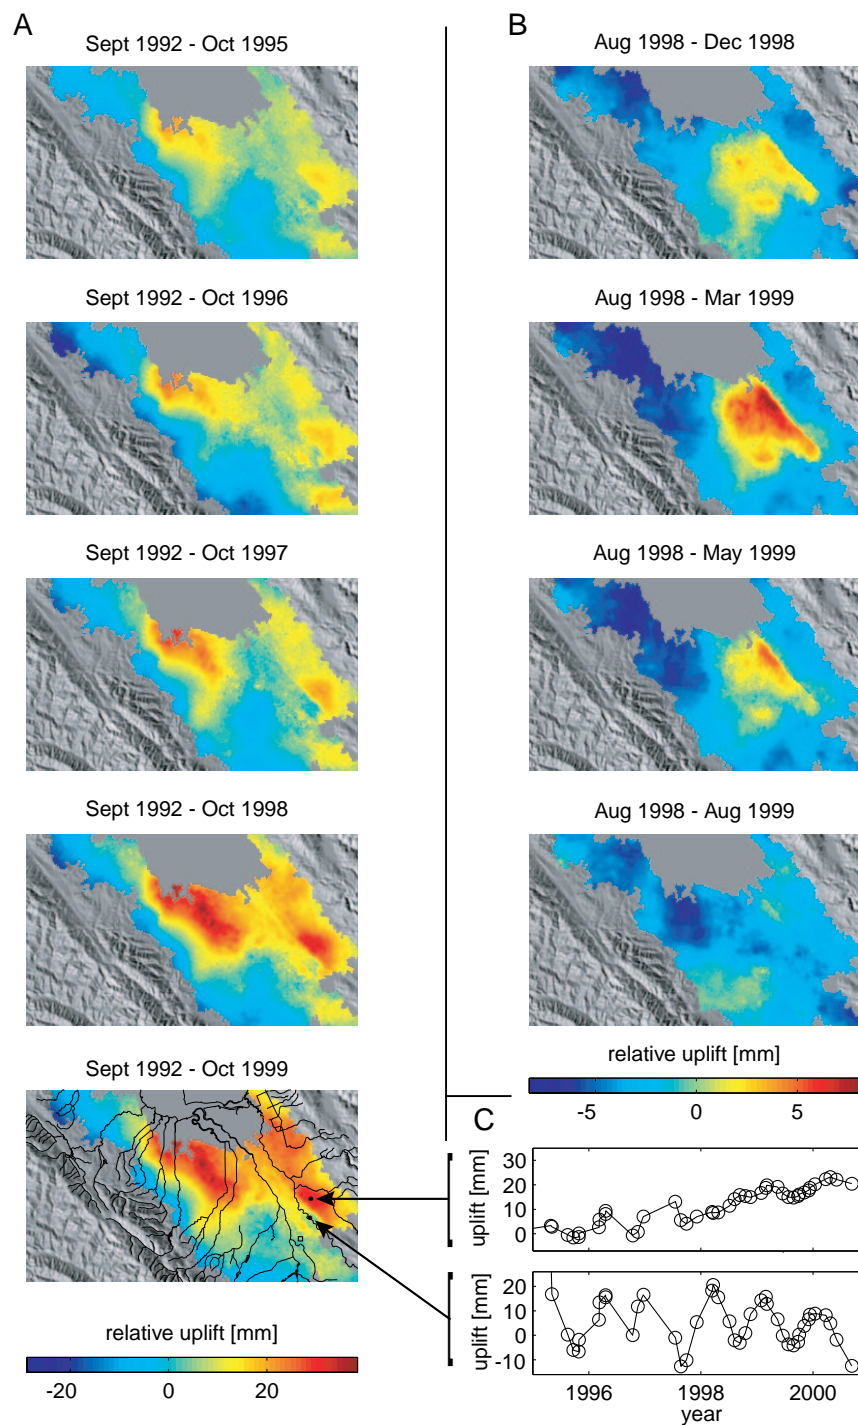 A
Sept 1992 - Oct 1995
Sept 1992 - Oct 1996
Sept 1992 - Oct 1997
Sept 1992 - Oct 1998
Sept 1992 - Oct 1999
relative uplift [mm]
-20 0 20
B
Aug 1998 - Dec 1998
Aug 1998 - Mar 1999
Aug 1998 - May 1999
Aug 1998 - Aug 1999
relative uplift [mm]
-5 0 5
C
uplift [mm]
30
20
10
0
uplift [mm]
20
10
0
-10
1996 1998 2000
year